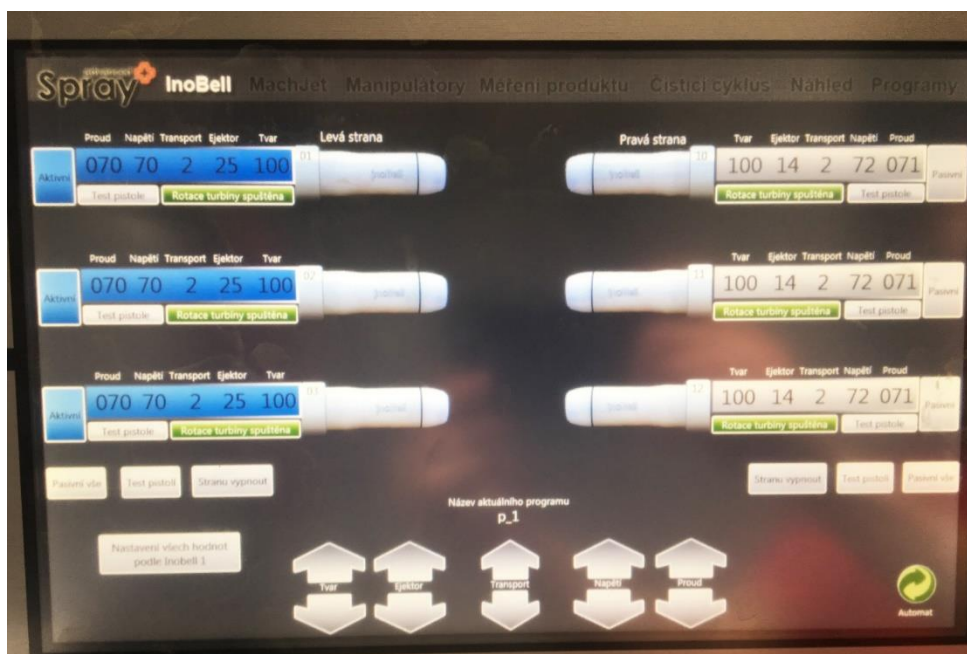 Spray InoBell MachJet Manipulatory Měření produktu Čistící cyklus Náhled Programy
Proud Napětí Transport Ejektor Tvar Levá strana Pravá strana Tvar Ejektor Transport Napětí Proud
Aktivní 070 70 2 25 100 01 InoBell InoBell 10 100 14 2 72 071 Pasivní
Test pistole Rotace turbíny spuštěna Rotace turbíny spuštěna Test pistole
Proud Napětí Transport Ejektor Tvar Tvar Ejektor Transport Napětí Proud
Aktivní 070 70 2 25 100 02 InoBell InoBell 11 100 14 2 72 071 Pasivní
Test pistole Rotace turbíny spuštěna Rotace turbíny spuštěna Test pistole
Proud Napětí Transport Ejektor Tvar Tvar Ejektor Transport Napětí Proud
Aktivní 070 70 2 25 100 03 InoBell InoBell 12 100 14 2 72 071 Pasivní
Test pistole Rotace turbíny spuštěna Rotace turbíny spuštěna Test pistole
Pasivní vše Test pistolí Stranu vypnout Stranu vypnout Test pistolí Pasivní vše
Název aktuálního programu
p_1
Nastavení všech hodnot
podle Inobell 1
Tvar Ejektor Transport Napětí Proud
Automat